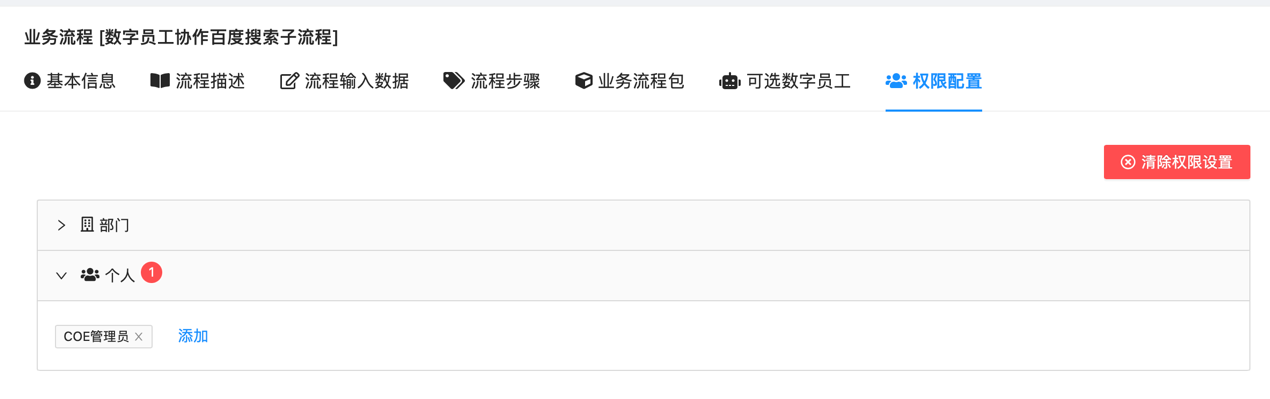 业务流程 [数字员工协作百度搜索子流程]
基本信息 流程描述 流程输入数据 流程步骤 业务流程包 可选数字员工 权限配置
清除权限设置
部门
个人 1
COE管理员 添加